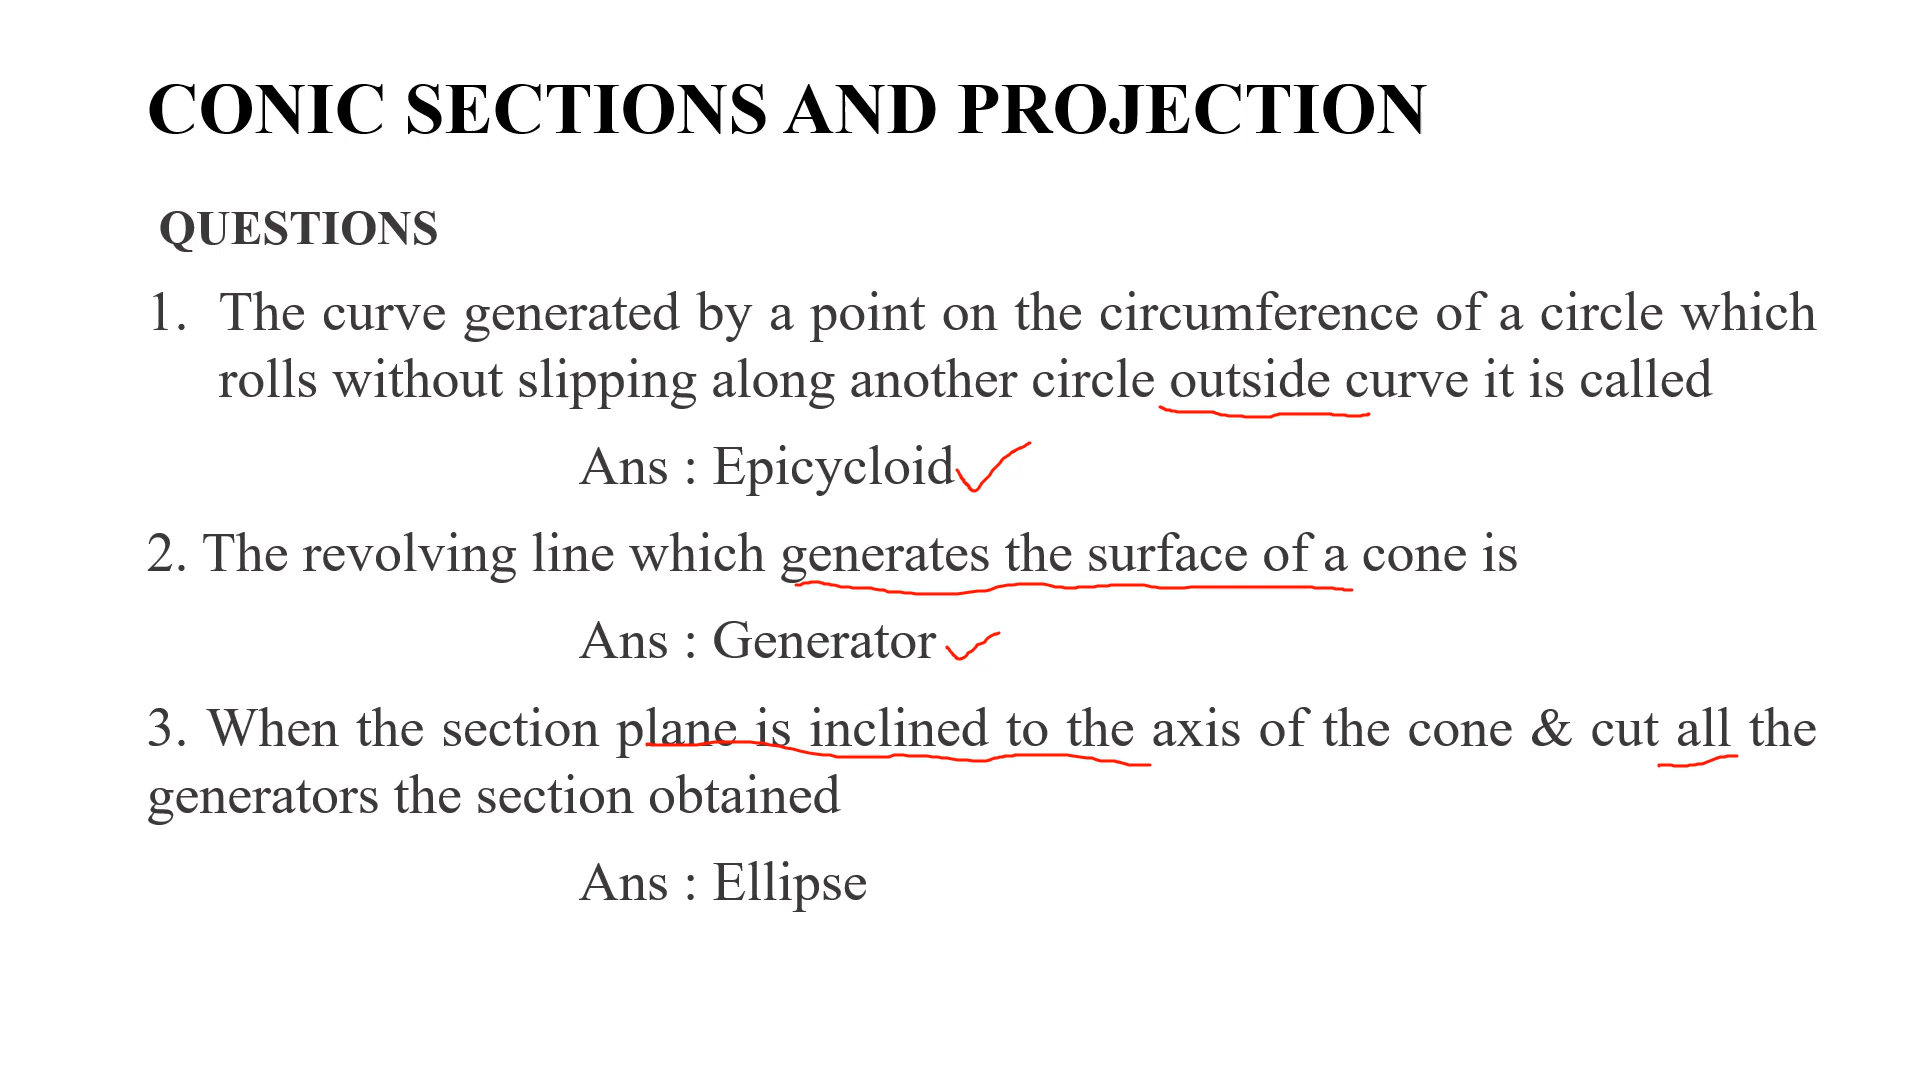 CONIC SECTIONS AND PROJECTION
QUESTIONS
1. The curve generated by a point on the circumference of a circle which
rolls without slipping along another circle outside curve it is called
Ans : Epicycloid
2. The revolving line which generates the surface of a cone is
Ans : Generator
3. When the section plane is inclined to the axis of the cone & cut all the
generators the section obtained
Ans : Ellipse